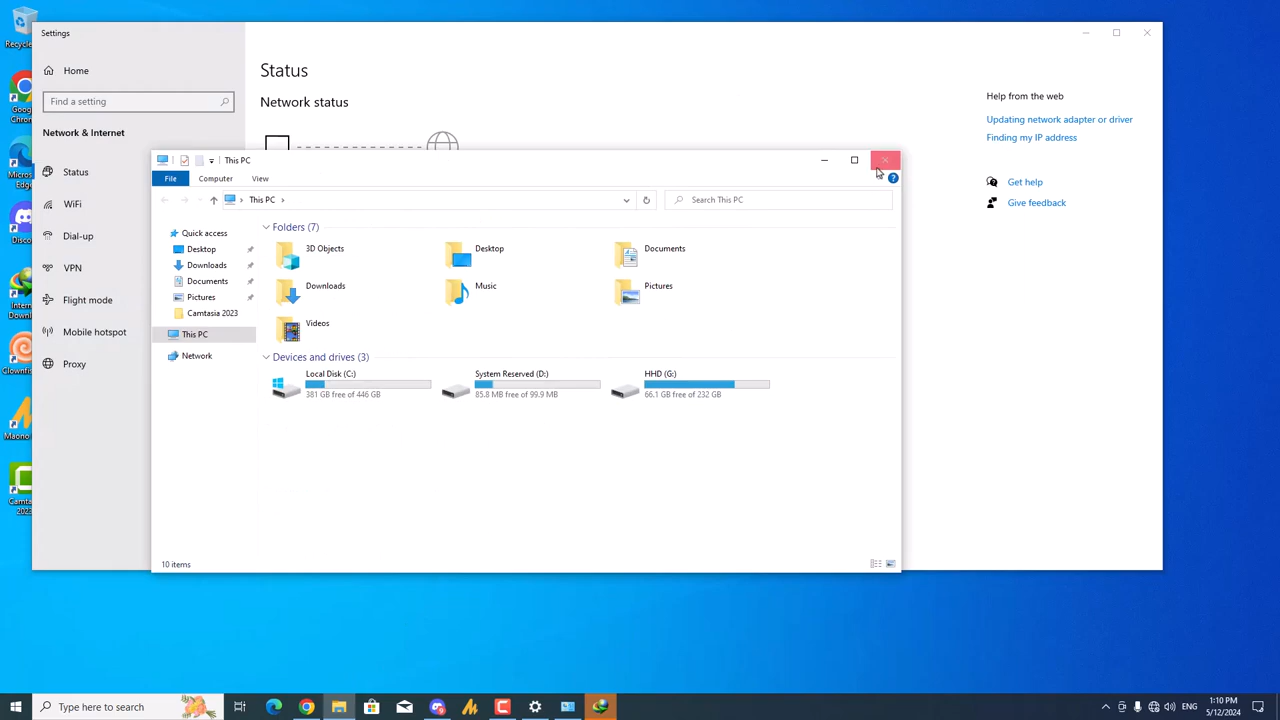 Settings
Home
Find a setting
Network & Internet
Status
WiFi
Dial-up
VPN
Flight mode
Mobile hotspot
Proxy
Status
Network status
Help from the web
Updating network adapter or driver
Finding my IP address
Get help
Give feedback
This PC
File Computer View
This PC
Search This PC
Quick access
Desktop
Downloads
Documents
Pictures
Camtasia 2023
This PC
Network
Folders (7)
3D Objects Desktop Documents
Downloads Music Pictures
Videos
Devices and drives (3)
Local Disk (C:) System Reserved (D:) HHD (G:)
381 GB free of 446 GB 85.8 MB free of 99.9 MB 66.1 GB free of 232 GB
10 items
Type here to search
ENG
1:10 PM
5/12/2024